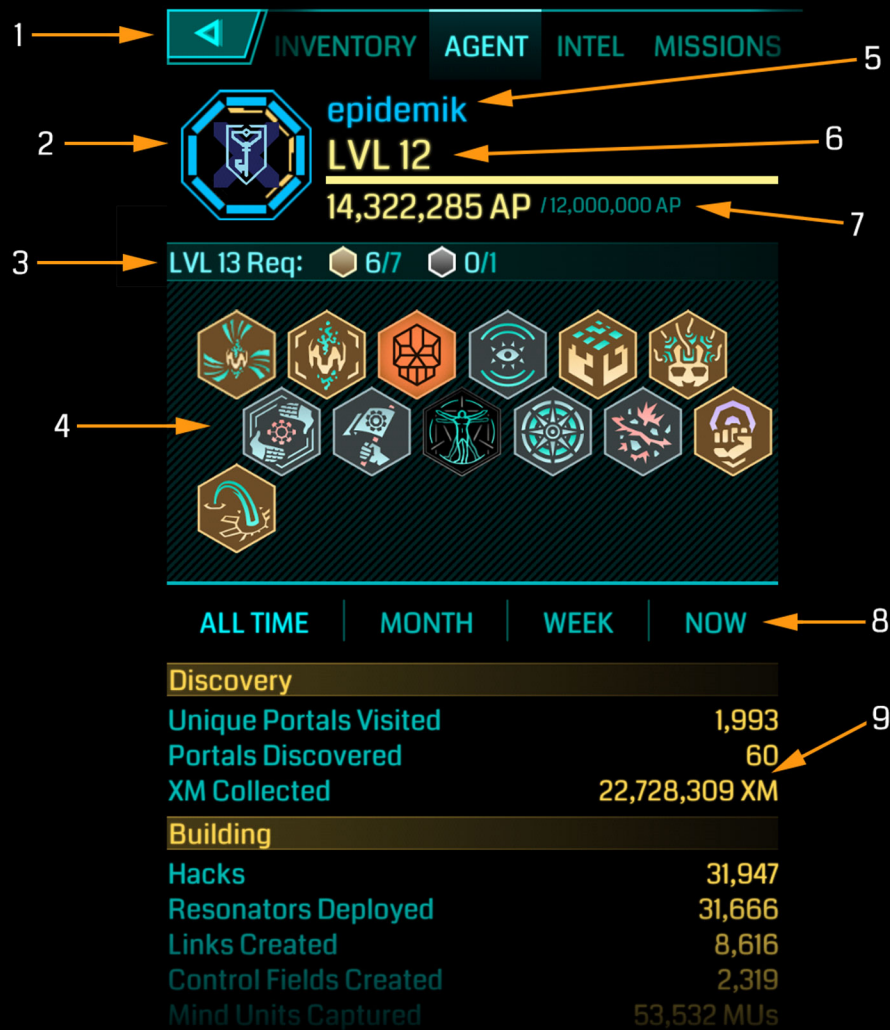 1
INVENTORY AGENT INTEL MISSIONS
5
epidemik
2
LVL 12
6
14,322,285 AP /12,000,000 AP
7
3
LVL 13 Req: 6/7 0/1
4
ALL TIME MONTH WEEK NOW
8
Discovery
Unique Portals Visited 1,993
9
Portals Discovered 60
XM Collected 22,728,309 XM
Building
Hacks 31,947
Resonators Deployed 31,666
Links Created 8,616
Control Fields Created 2,319
Mind Units Captured 53,532 MUs